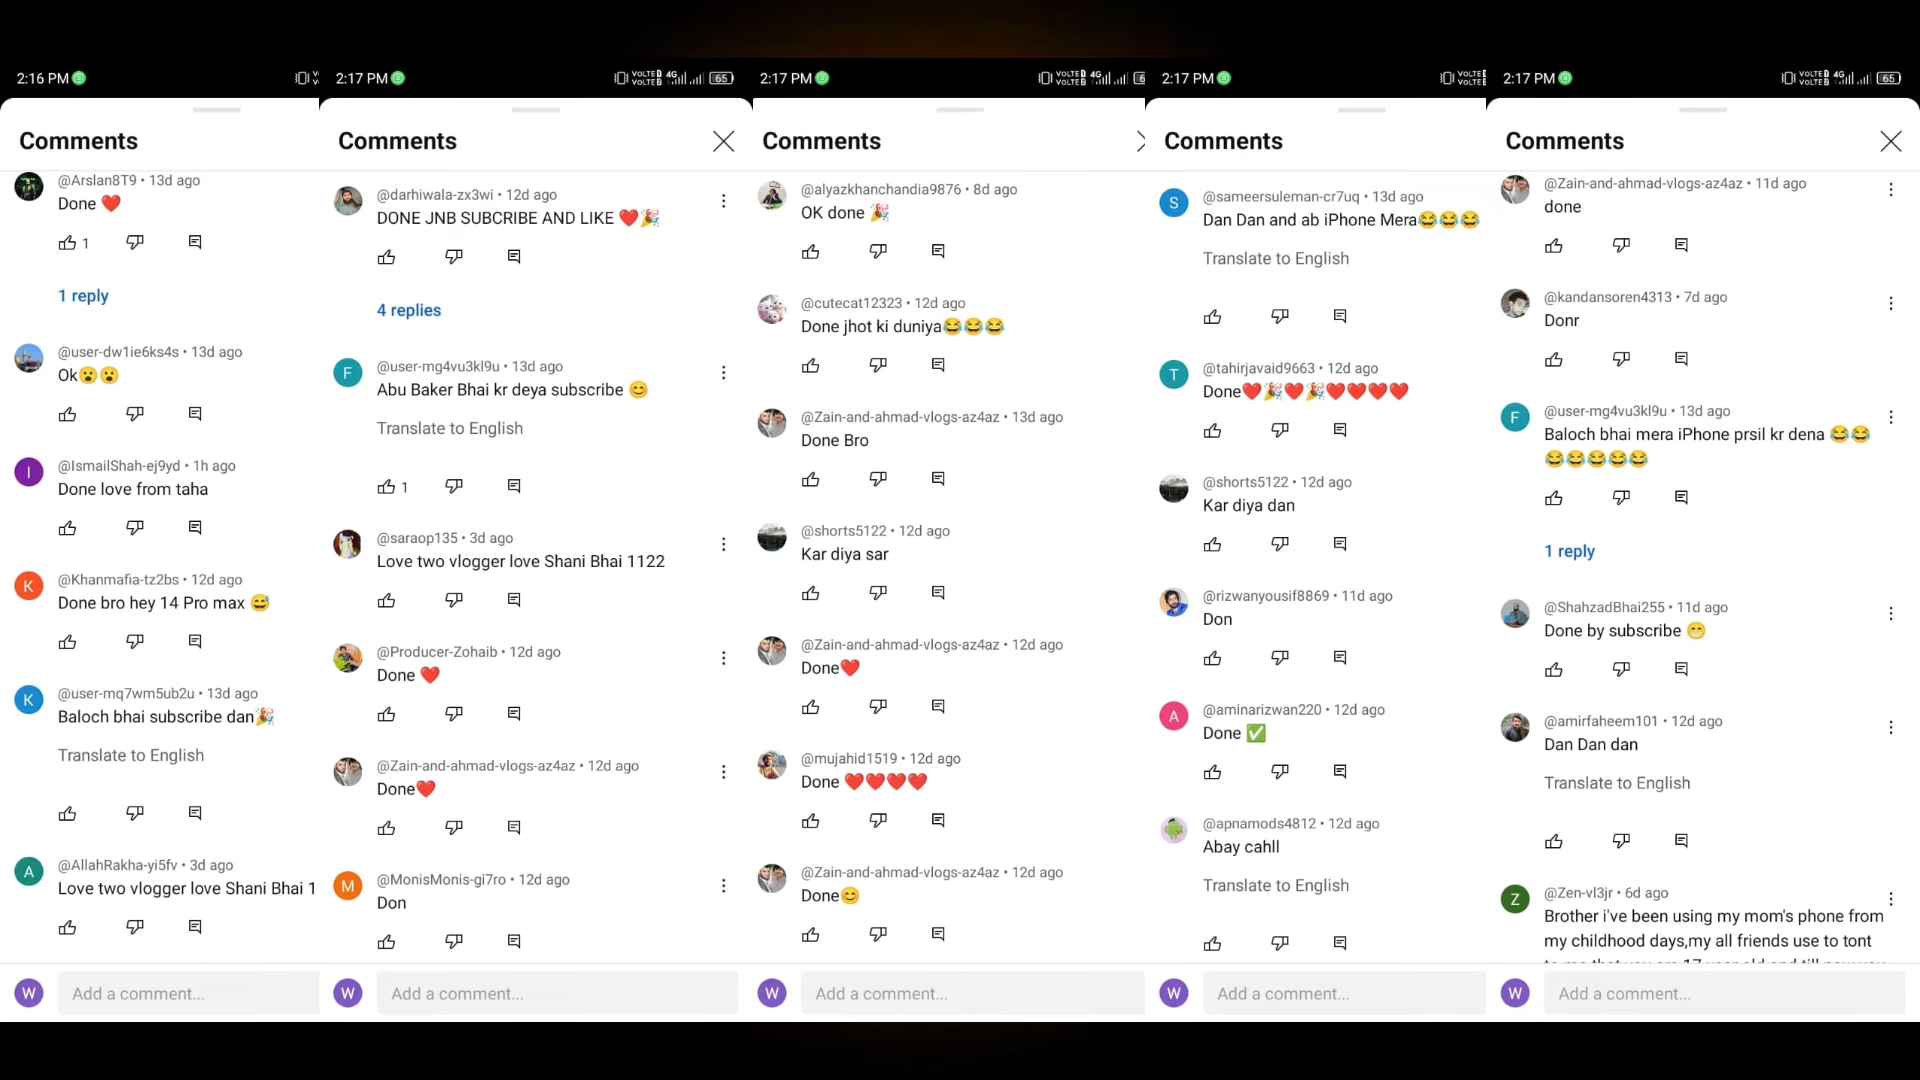 2:16 PM
Comments
@Arslan8T9 • 13d ago
Done ❤️
1
1 reply
@user-dw1ie6ks4s • 13d ago
Ok😮😮
I
@IsmailShah-ej9yd • 1h ago
Done love from taha
K
@Khanmafia-tz2bs • 12d ago
Done bro hey 14 Pro max 😅
K
@user-mq7wm5ub2u • 13d ago
Baloch bhai subscribe dan🎉
Translate to English
A
@AllahRakha-yi5fv • 3d ago
Love two vlogger love Shani Bhai 1
W
Add a comment...
2:17 PM
VOLTE 4G 65
VOLTE
Comments
@darhiwala-zx3wi • 12d ago
DONE JNB SUBCRIBE AND LIKE ❤️🎉
4 replies
F
@user-mg4vu3kl9u • 13d ago
Abu Baker Bhai kr deya subscribe 😊
Translate to English
1
@saraop135 • 3d ago
Love two vlogger love Shani Bhai 1122
@Producer-Zohaib • 12d ago
Done ❤️
@Zain-and-ahmad-vlogs-az4az • 12d ago
Done❤️
M
@MonisMonis-gi7ro • 12d ago
Don
W
Add a comment...
2:17 PM
VOLTE 4G
VOLTE
Comments
@alyazkhanchandia9876 • 8d ago
OK done 🎉
@cutecat12323 • 12d ago
Done jhot ki duniya😂😂😂
@Zain-and-ahmad-vlogs-az4az • 13d ago
Done Bro
@shorts5122 • 12d ago
Kar diya sar
@Zain-and-ahmad-vlogs-az4az • 12d ago
Done❤️
@mujahid1519 • 12d ago
Done ❤️❤️❤️❤️
@Zain-and-ahmad-vlogs-az4az • 12d ago
Done😊
W
Add a comment...
2:17 PM
VOLTE
VOLTE
Comments
S
@sameersuleman-cr7uq • 13d ago
Dan Dan and ab iPhone Mera😂😂😂
Translate to English
T
@tahirjavaid9663 • 12d ago
Done❤️🎉❤️🎉❤️❤️❤️❤️
@shorts5122 • 12d ago
Kar diya dan
@rizwanyousif8869 • 11d ago
Don
A
@aminarizwan220 • 12d ago
Done ✅
@apnamods4812 • 12d ago
Abay cahll
Translate to English
W
Add a comment...
2:17 PM
VOLTE 4G 65
VOLTE
Comments
@Zain-and-ahmad-vlogs-az4az • 11d ago
done
@kandansoren4313 • 7d ago
Donr
F
@user-mg4vu3kl9u • 13d ago
Baloch bhai mera iPhone prsil kr dena 😂😂
😂😂😂😂😂
1 reply
@ShahzadBhai255 • 11d ago
Done by subscribe 😁
@amirfaheem101 • 12d ago
Dan Dan dan
Translate to English
Z
@Zen-vl3jr • 6d ago
Brother i've been using my mom's phone from
my childhood days,my all friends use to tont
W
Add a comment...